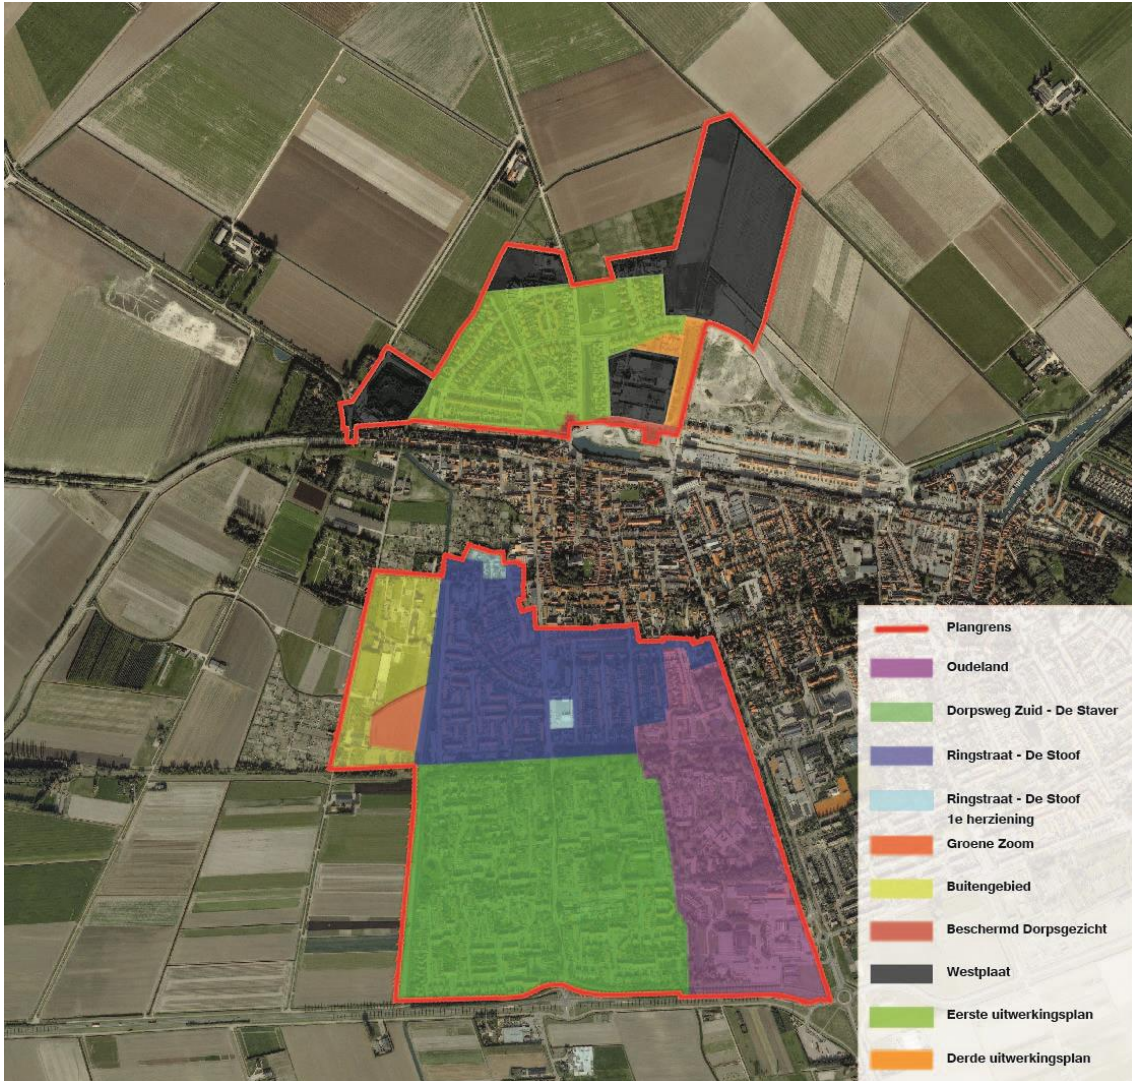 Plangrens
Oudeland
Dorpsweg Zuid - De Staver
Ringstraat - De Stoof
Ringstraat - De Stoof
1e herziening
Groene Zoom
Buitengebied
Beschermd Dorpsgezicht
Westplaat
Eerste uitwerkingsplan
Derde uitwerkingsplan